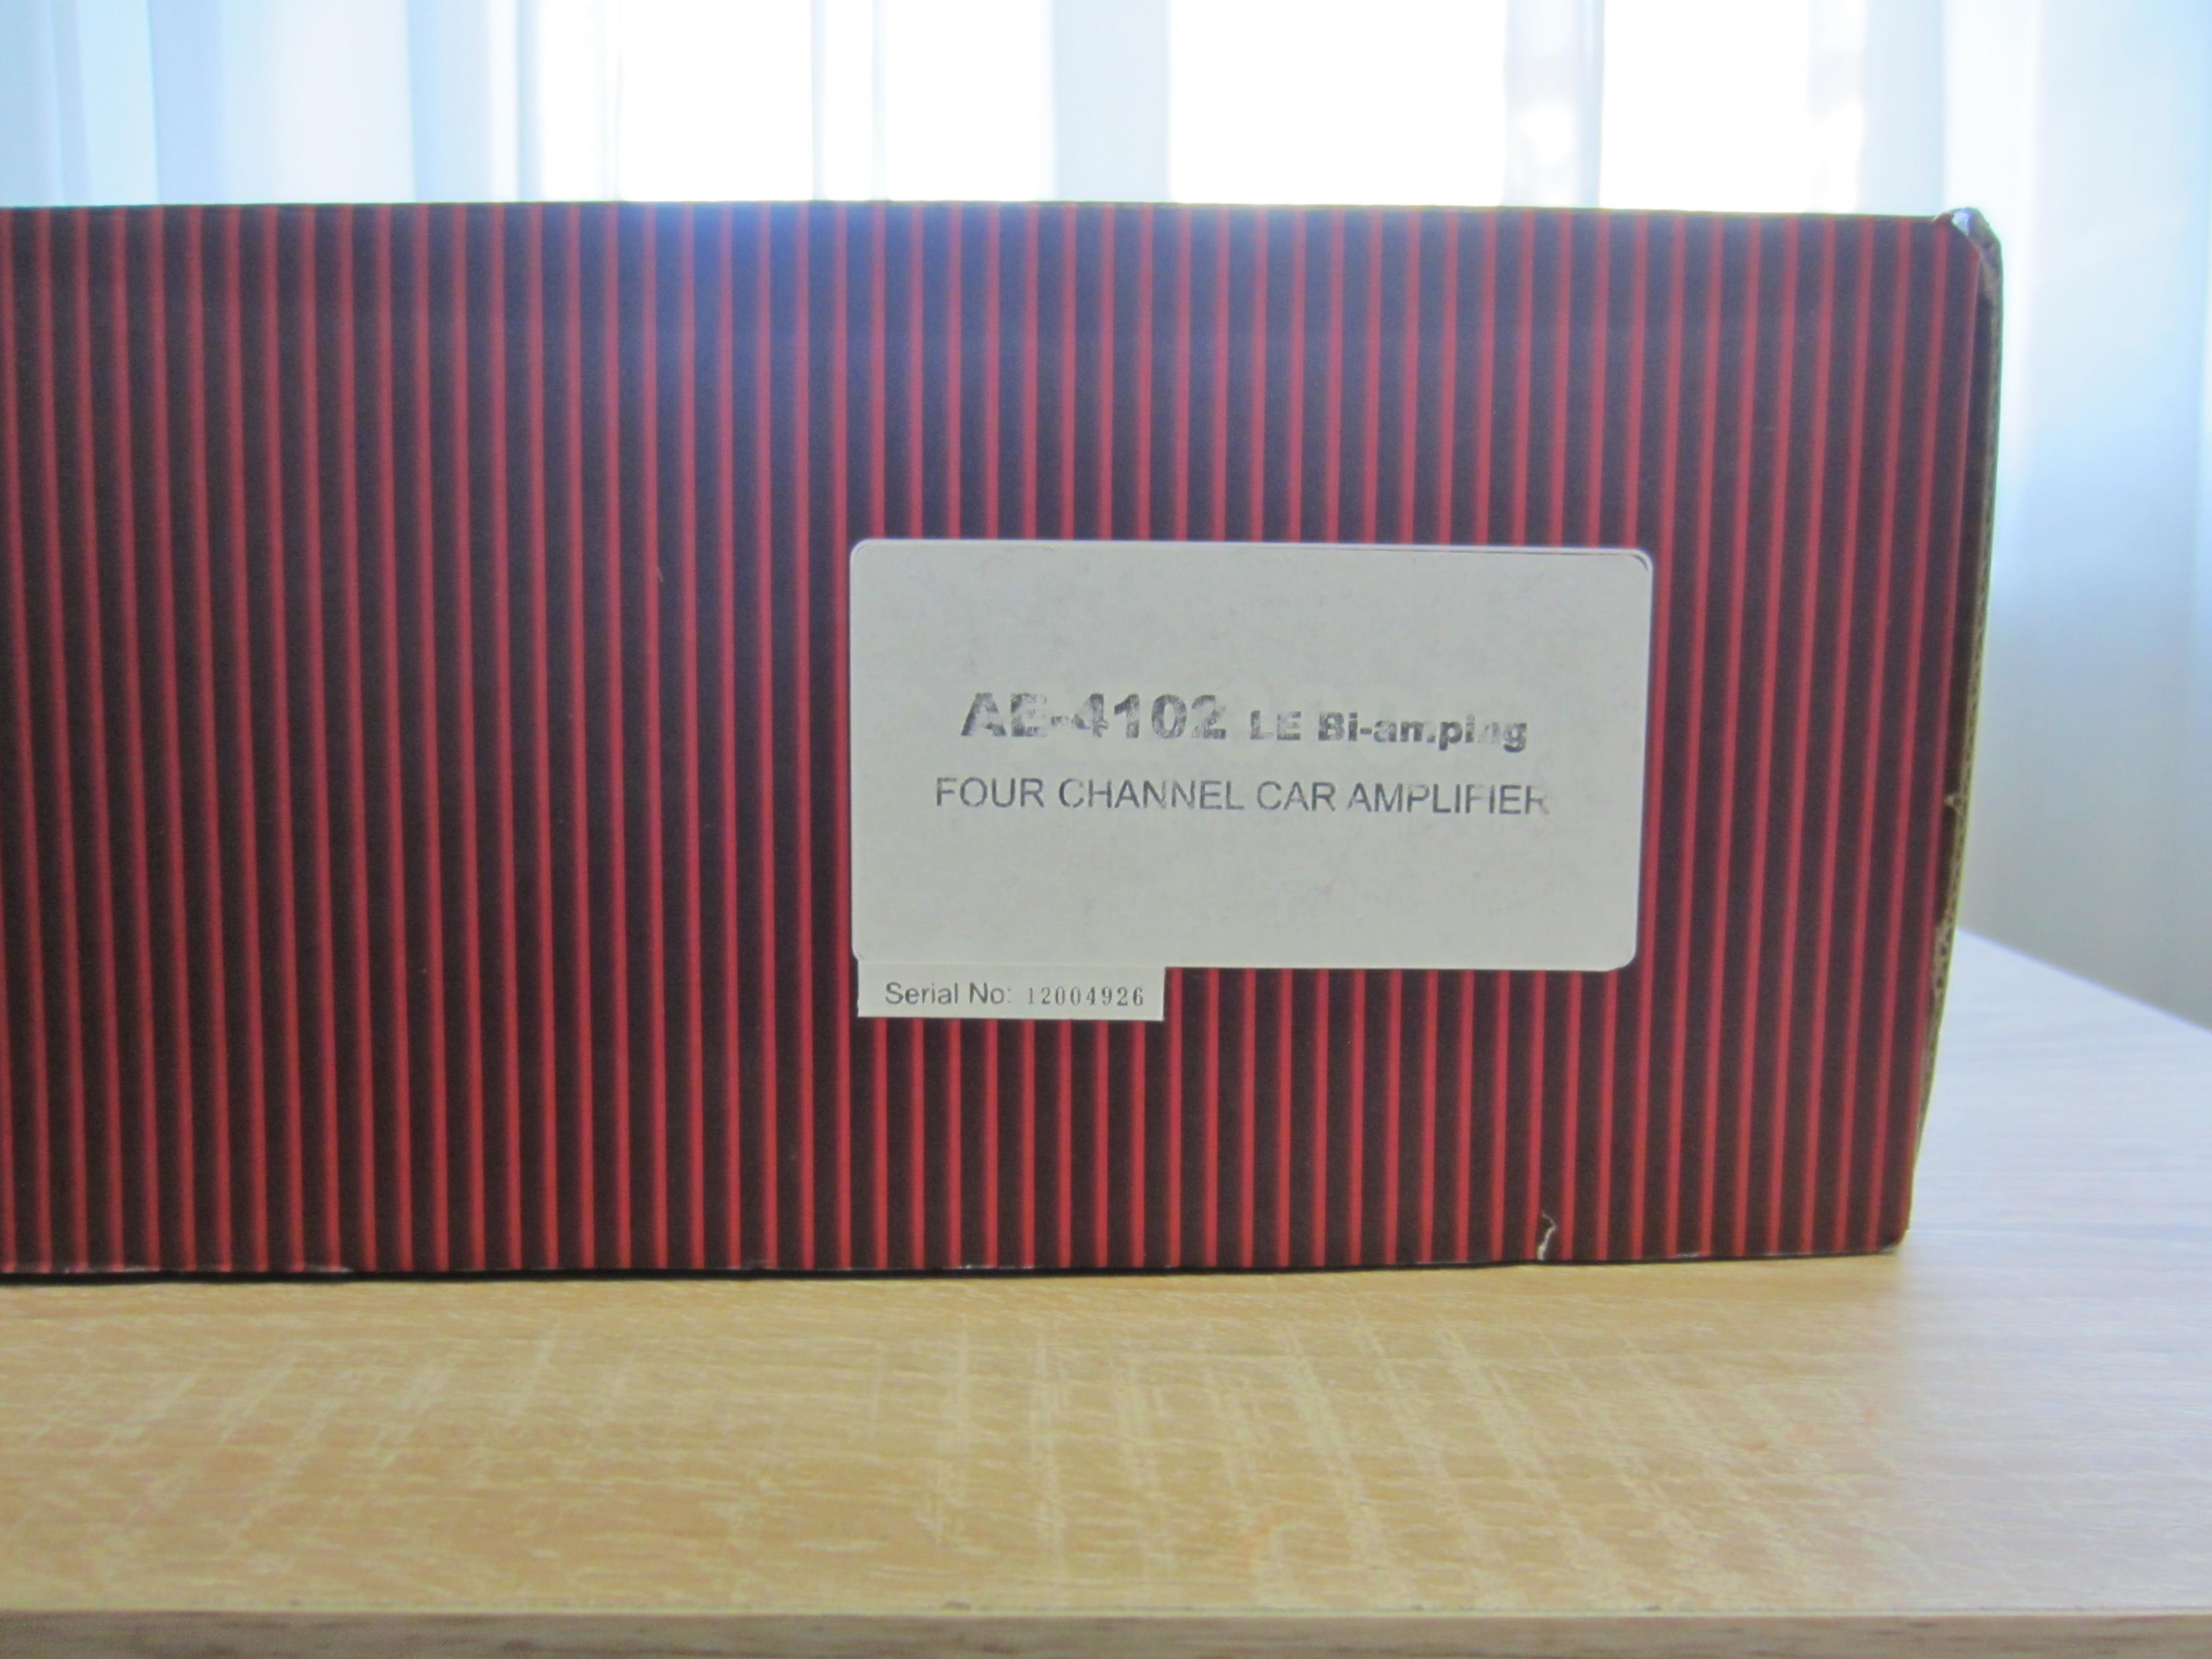 AE-4102 LE Bi-amping
FOUR CHANNEL CAR AMPLIFIER
Serial No: 12004926